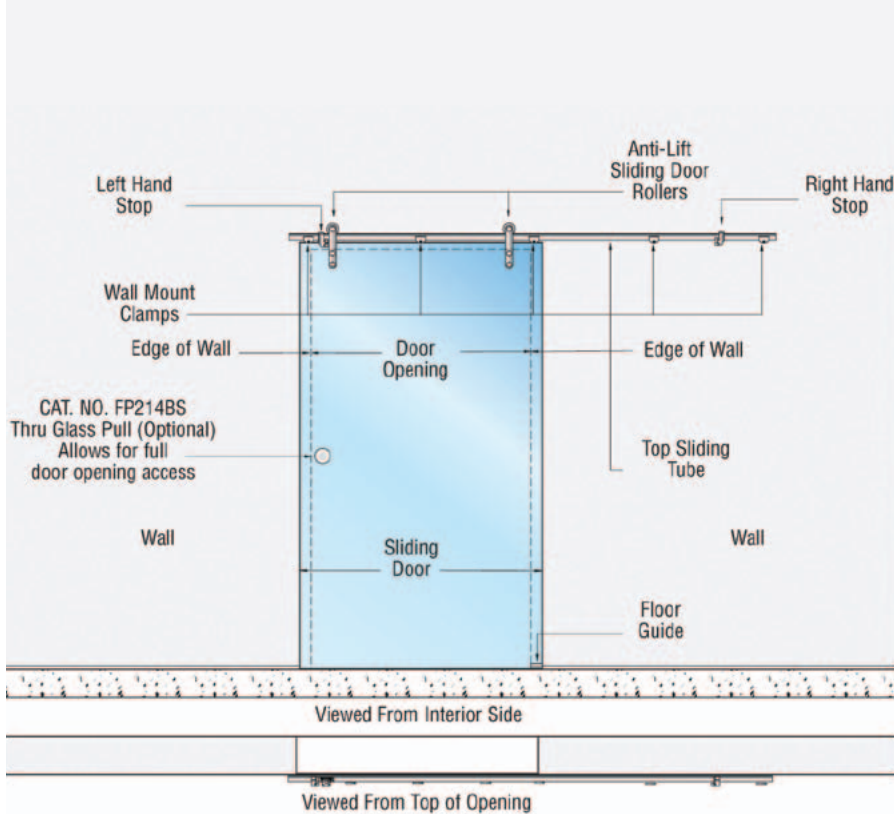 Anti-Lift
Sliding Door
Rollers
Left Hand
Stop
Right Hand
Stop
Wall Mount
Clamps
Edge of Wall
Door
Opening
Edge of Wall
CAT. NO. FP214BS
Thru Glass Pull (Optional)
Allows for full
door opening access
Top Sliding
Tube
Wall
Wall
Sliding
Door
Floor
Guide
Viewed From Interior Side
Viewed From Top of Opening